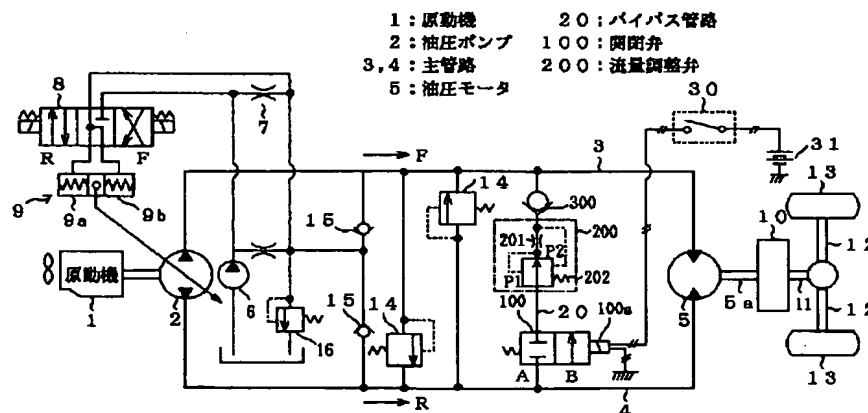 1：原動機 20：バイパス管路
2：油圧ポンプ 100：開閉弁
3,4：主管路 200：流量調整弁
5：油圧モータ
8
7
R F
9
9a 9b
原動機
1
2
6
16
15
15
14
14
F
R
3
300
200
201
P2
P1
202
20
100
100a
A B
4
30
31
5
5a
10
11
12
12
13
13